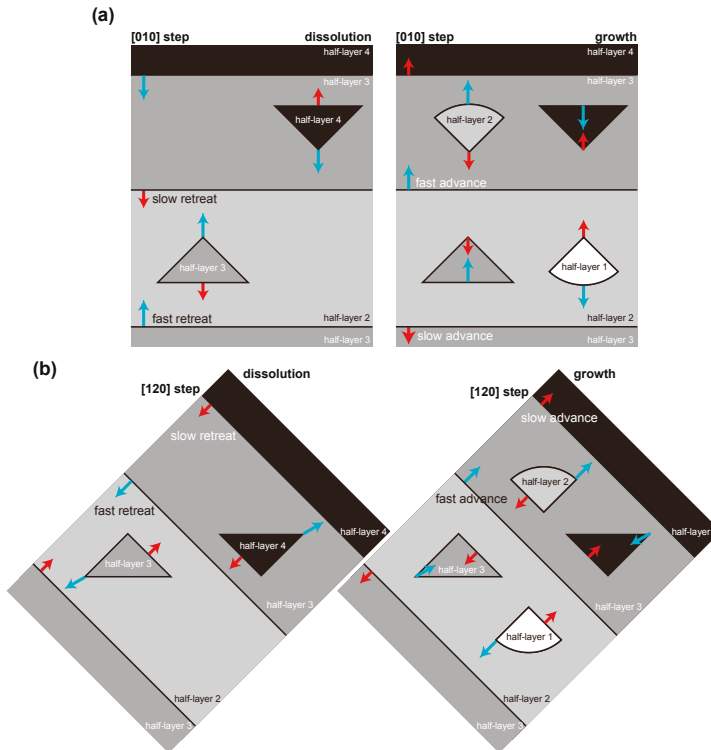 (a)
[010] step
dissolution
half-layer 4
half-layer 3
half-layer 4
slow retreat
half-layer 3
fast retreat
half-layer 2
half-layer 3
[010] step
growth
half-layer 4
half-layer 3
half-layer 2
fast advance
half-layer 1
half-layer 2
slow advance
half-layer 3
(b)
dissolution
[120] step
slow retreat
fast retreat
half-layer 4
half-layer 4
half-layer 3
half-layer 3
half-layer 2
half-layer 3
growth
[120] step
slow advance
half-layer 2
fast advance
half-layer
half-layer 3
half-layer 3
half-layer 1
half-layer 2
half-layer 3